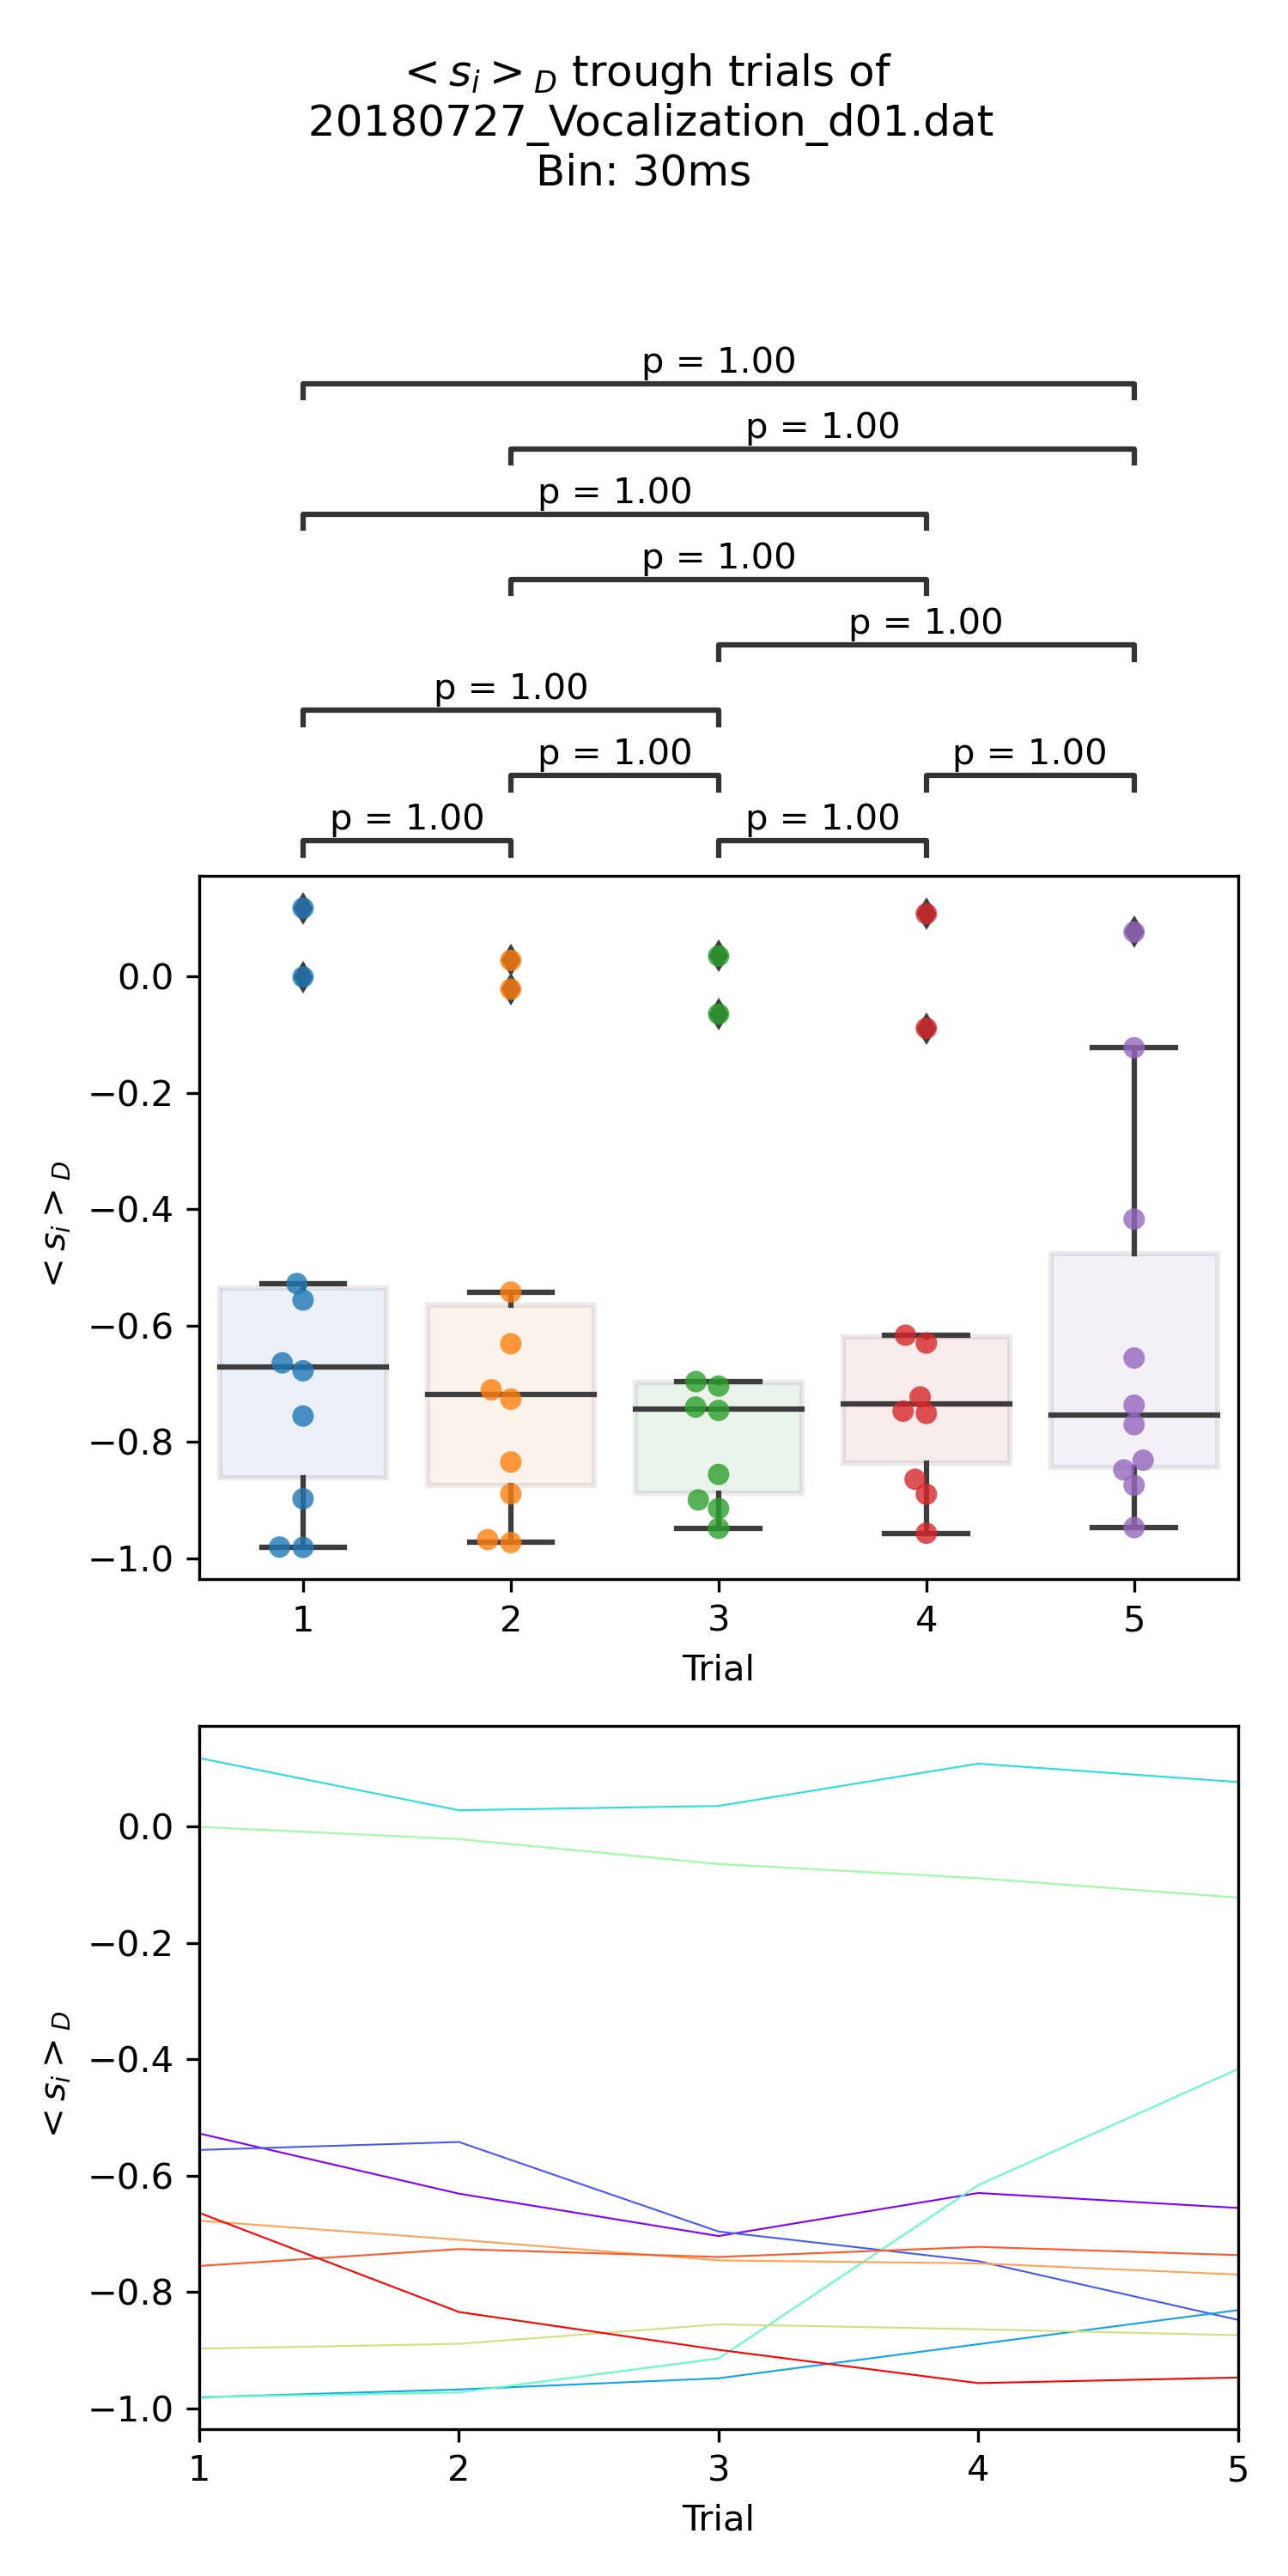 < s_i >_D trough trials of
20180727_Vocalization_d01.dat
Bin: 30ms
p = 1.00
p = 1.00
p = 1.00
p = 1.00
p = 1.00
p = 1.00
p = 1.00 p = 1.00
p = 1.00 p = 1.00
< s_i >_D
0.0
−0.2
−0.4
−0.6
−0.8
−1.0
1 2 3 4 5
Trial
< s_i >_D
0.0
−0.2
−0.4
−0.6
−0.8
−1.0
1 2 3 4 5
Trial